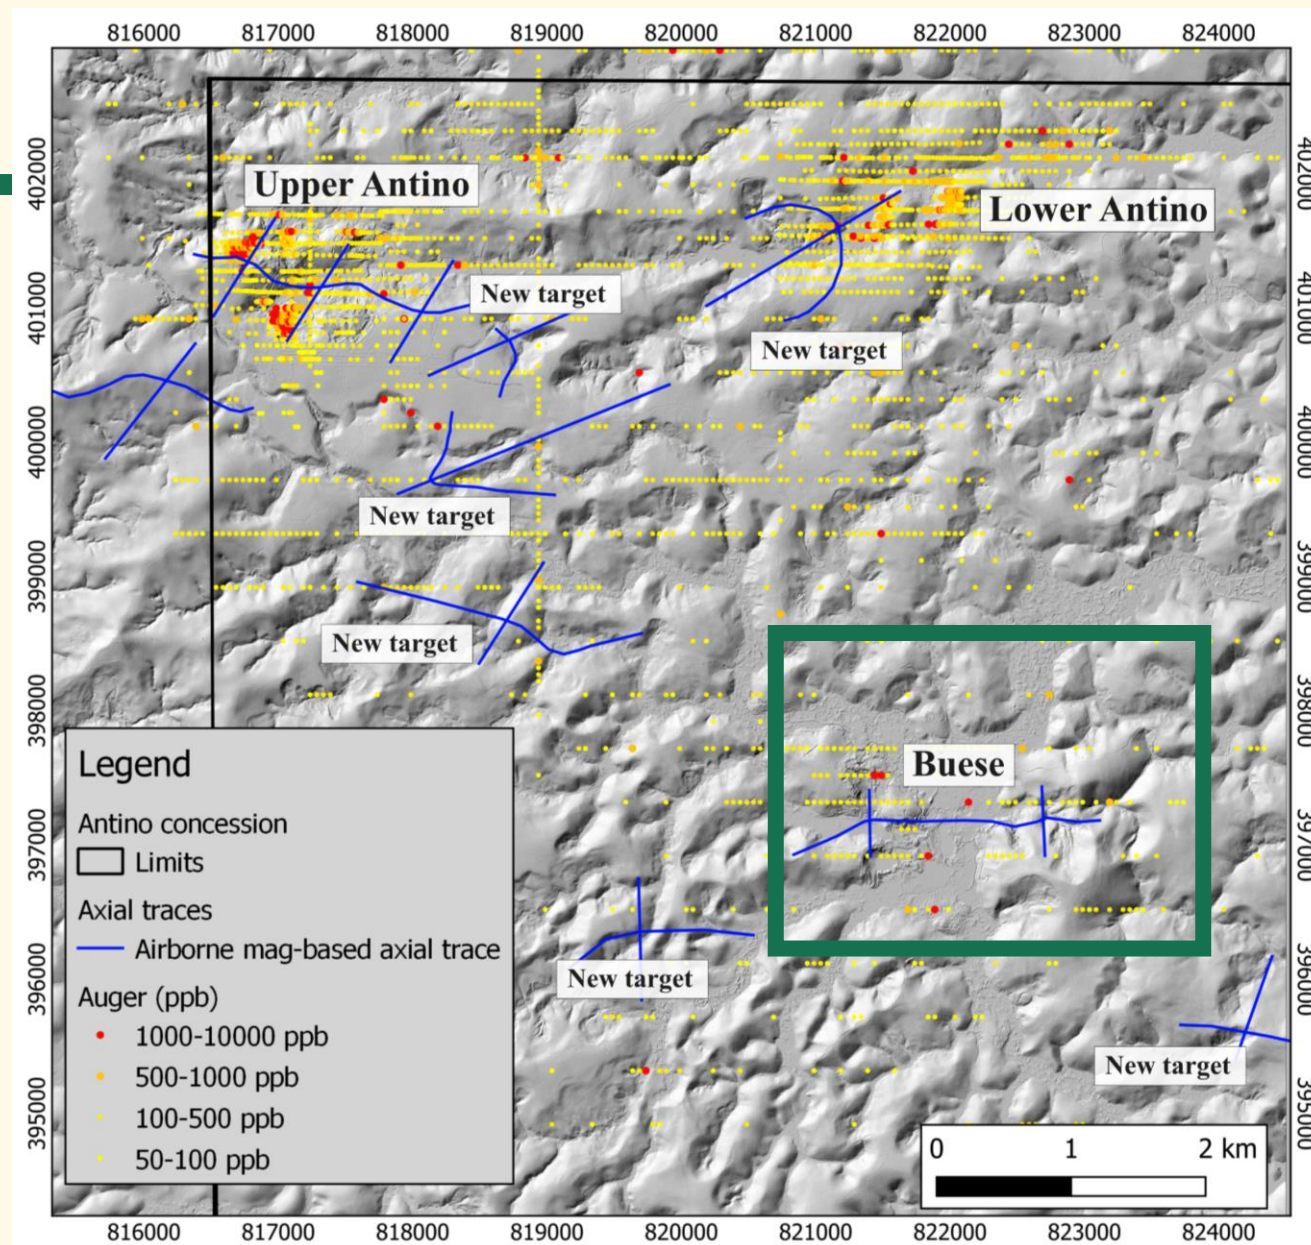 816000 817000 818000 819000 820000 821000 822000 823000 824000
402000
402000
Upper Antino
Lower Antino
401000
401000
New target
New target
400000
400000
New target
399000
399000
New target
398000
398000
Buese
397000
397000
New target
396000
396000
New target
395000
395000
Legend
Antino concession
Limits
Axial traces
Airborne mag-based axial trace
Auger (ppb)
1000-10000 ppb
500-1000 ppb
100-500 ppb
50-100 ppb
0 1 2 km
816000 817000 818000 819000 820000 821000 822000 823000 824000